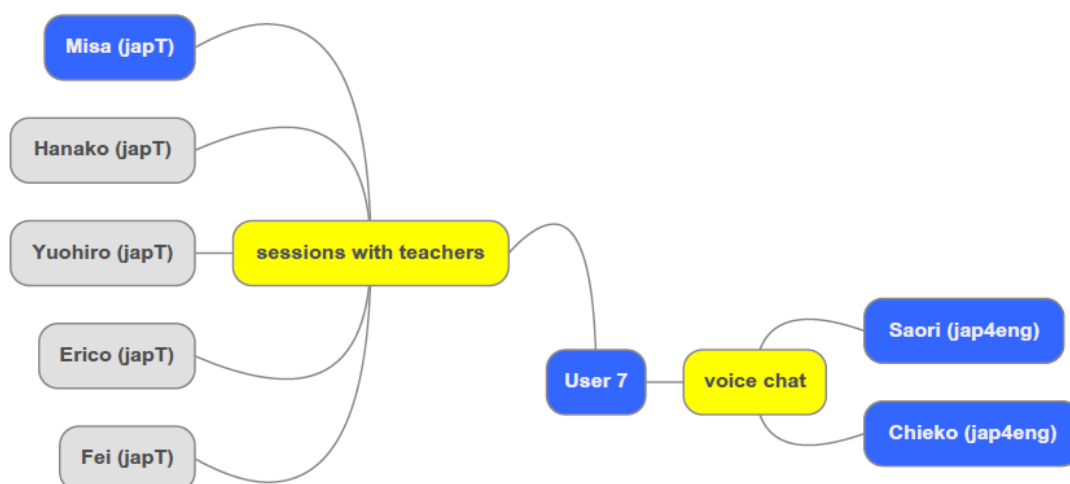 Misa (japT)
Hanako (japT)
Yuohiro (japT)
Erico (japT)
Fei (japT)
sessions with teachers
User 7
voice chat
Saori (jap4eng)
Chieko (jap4eng)